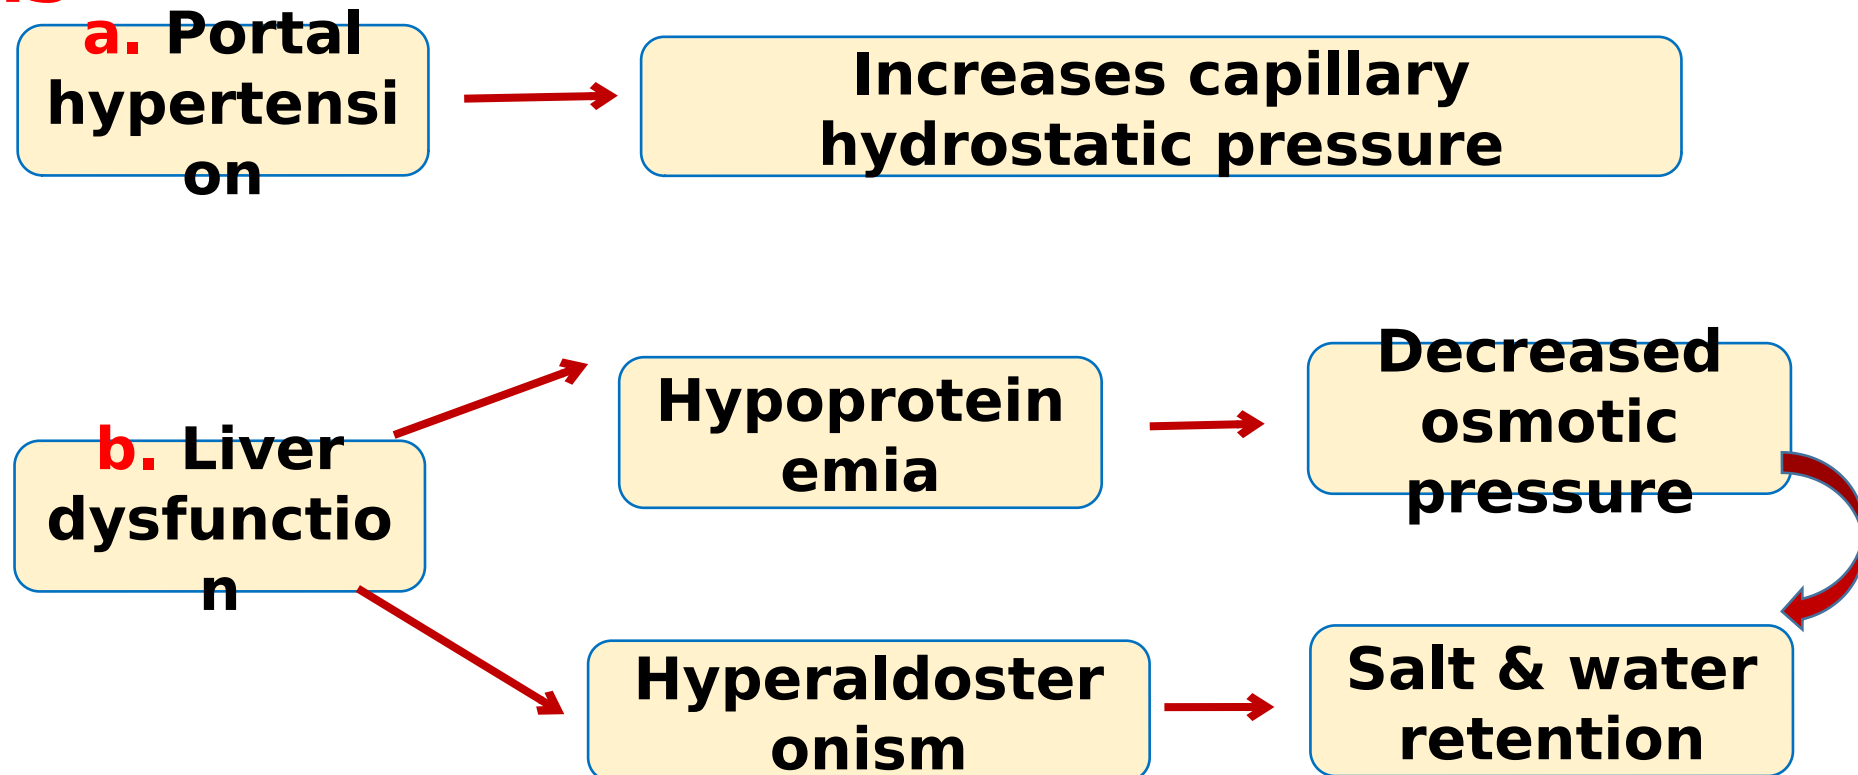 a. Portal
hypertensi
on
Increases capillary
hydrostatic pressure
b. Liver
dysfunctio
n
Hypoprotein
emia
Decreased
osmotic
pressure
Hyperaldoster
onism
Salt & water
retention